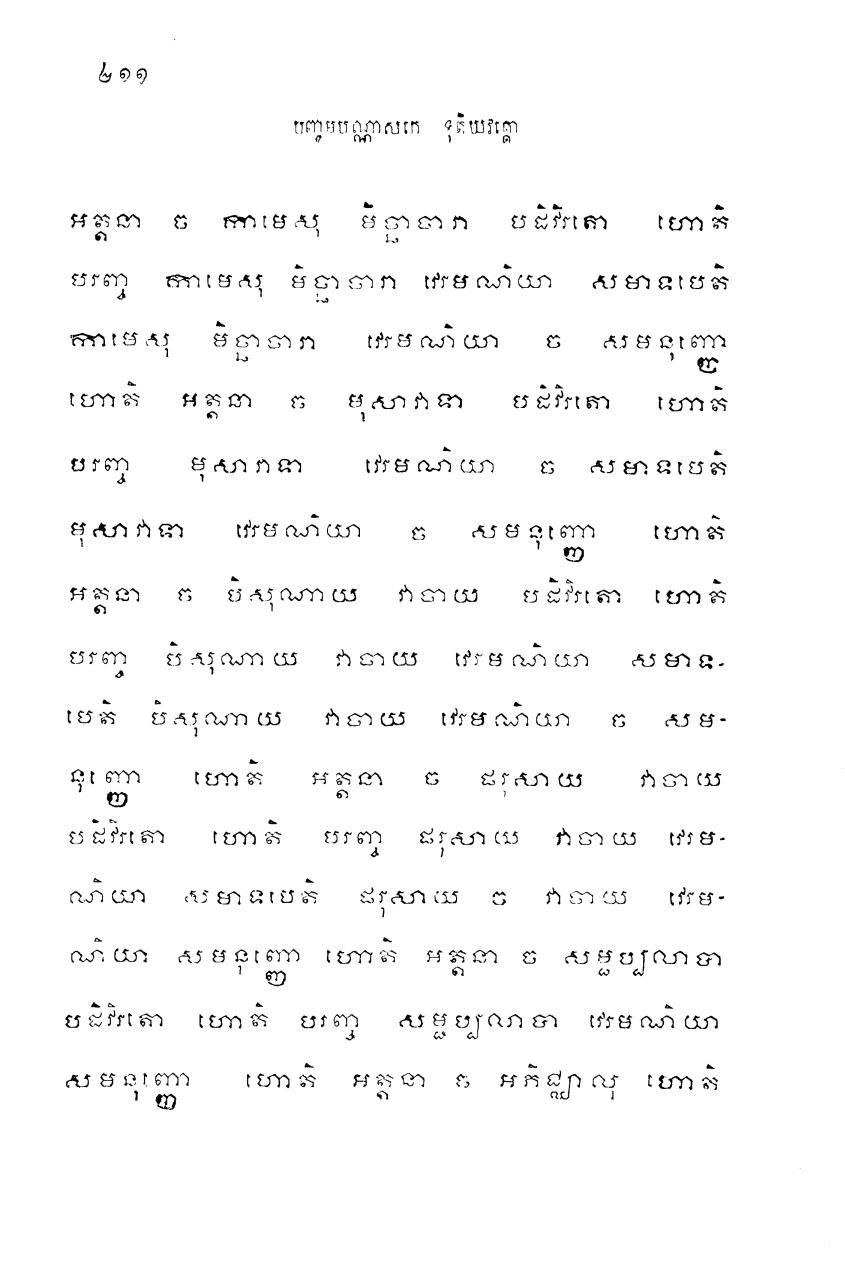 ៤១១
បញ្ចមបណ្ណាសកេ ទុតិយវគ្គោ
អត្តនា ច កាមេសុ មិច្ឆាចារា បដិវិរតោ ហោតិ
បរញ្ច កាមេសុ មិច្ឆាចារា វេរមណិយា សមាទបេតិ
កាមេសុ មិច្ឆាចារា វេរមណិយា ច សមនុញ្ញោ
ហោតិ អត្តនា ច មុសាវាទា បដិវិរតោ ហោតិ
បរញ្ច មុសាវាទា វេរមណិយា ច សមាទបេតិ
មុសាវាទា វេរមណិយា ច សមនុញ្ញោ ហោតិ
អត្តនា ច បិសុណាយ វាចាយ បដិវិរតោ ហោតិ
បរញ្ច បិសុណាយ វាចាយ វេរមណិយា សមាទ-
បេតិ បិសុណាយ វាចាយ វេរមណិយា ច សម-
នុញ្ញោ ហោតិ អត្តនា ច ផរុសាយ វាចាយ
បដិវិរតោ ហោតិ បរញ្ច ផរុសាយ វាចាយ វេរម-
ណិយា សមាទបេតិ ផរុសាយ ច វាចាយ វេរម-
ណិយា សមនុញ្ញោ ហោតិ អត្តនា ច សម្ផប្បលាបា
បដិវិរតោ ហោតិ បរញ្ច សម្ផប្បលាបា វេរមណិយា
សមនុញ្ញោ ហោតិ អត្តនា ច អភិជ្ឈាលុ ហោតិ